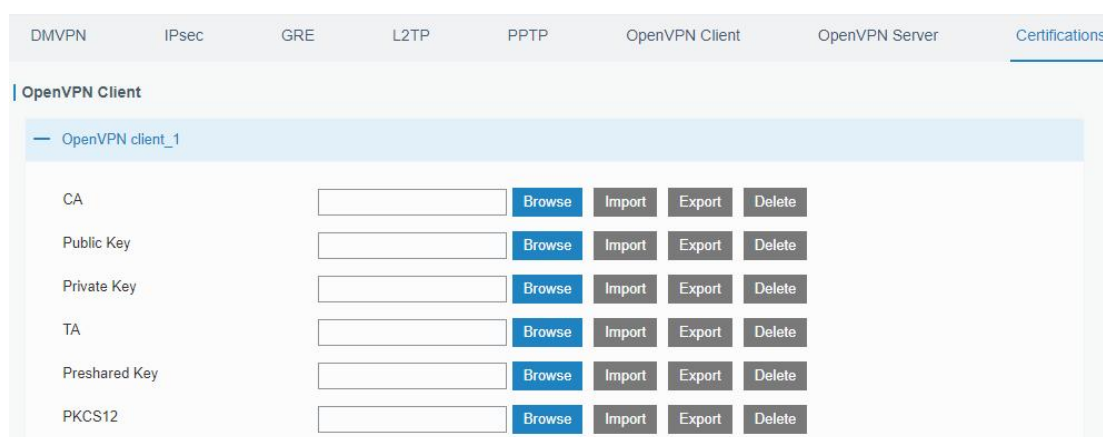 DMVPN IPsec GRE L2TP PPTP OpenVPN Client OpenVPN Server Certifications
OpenVPN Client
OpenVPN client_1
CA Browse Import Export Delete
Public Key Browse Import Export Delete
Private Key Browse Import Export Delete
TA Browse Import Export Delete
Preshared Key Browse Import Export Delete
PKCS12 Browse Import Export Delete